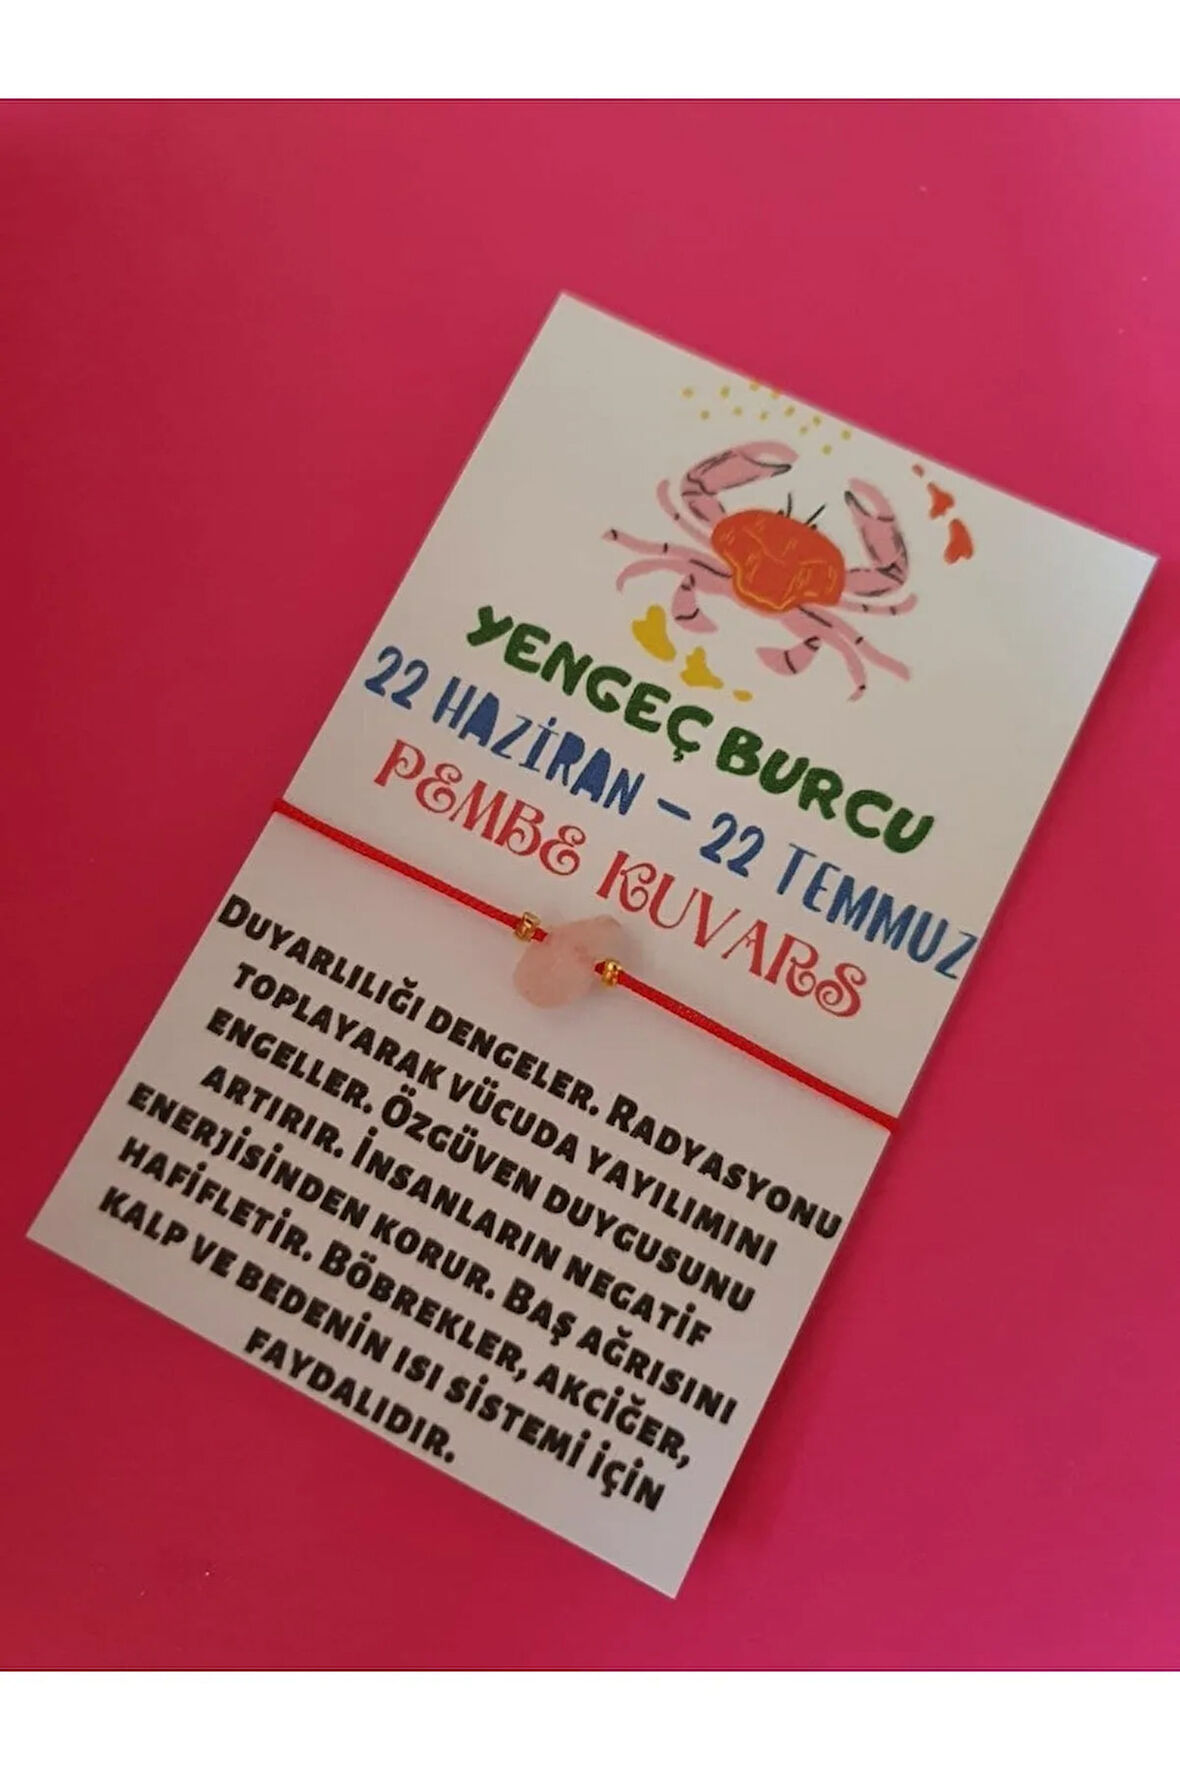 YENGEÇ BURCU
22 HAZİRAN – 22 TEMMUZ
PEMBE KUVARS
DUYARLILIĞI DENGELER. RADYASYONU
TOPLAYARAK VÜCUDA YAYILIMINI
ENGELLER. ÖZGÜVEN DUYGUSUNU
ARTIRIR. İNSANLARIN NEGATİF
ENERJİSİNDEN KORUR. BAŞ AĞRISINI
HAFİFLETİR. BÖBREKLER, AKCİĞER,
KALP VE BEDENİN ISI SİSTEMİ İÇİN
FAYDALIDIR.